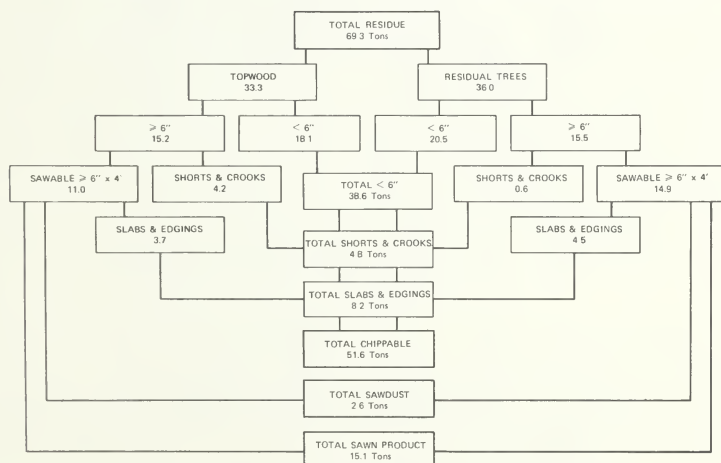 TOTAL RESIDUE
69.3 Tons
TOPWOOD
33.3
RESIDUAL TREES
36.0
≥ 6"
15.2
< 6"
18.1
< 6"
20.5
≥ 6"
15.5
SAWABLE ≥ 6" x 4'
11.0
SHORTS & CROOKS
4.2
TOTAL < 6"
38.6 Tons
SHORTS & CROOKS
0.6
SAWABLE ≥ 6" x 4'
14.9
SLABS & EDGINGS
3.7
TOTAL SHORTS & CROOKS
4.8 Tons
SLABS & EDGINGS
4.5
TOTAL SLABS & EDGINGS
8.2 Tons
TOTAL CHIPPABLE
51.6 Tons
TOTAL SAWDUST
2.6 Tons
TOTAL SAWN PRODUCT
15.1 Tons